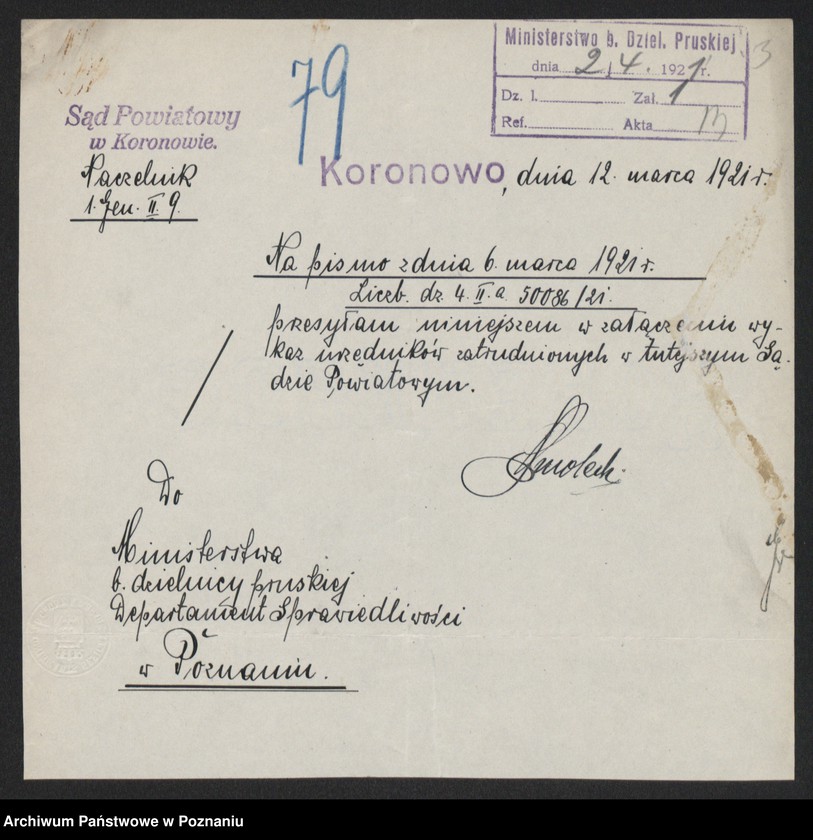 Ministerstwo b. Dziel. Pruskiej
dnia 2/4. 1921 r.
Dz. l. Zał. 1
Ref. Akta
3
79
Sąd Powiatowy
w Koronowie.
Naczelnik
1. Gen. II. 9.
Koronowo, dnia 12. marca 1921 r.
Na pismo z dnia 6. marca 1921 r.
Liczb. dz. 4. II. a. 50086/21.
przesyłam niniejszem w załączeniu wy-
kaz urzędników zatrudnionych w tutejszym Są-
dzie Powiatowym.
Do
Ministerstwa
b. dzielnicy pruskiej
Departament Sprawiedliwości
w Poznaniu.
Archiwum Państwowe w Poznaniu